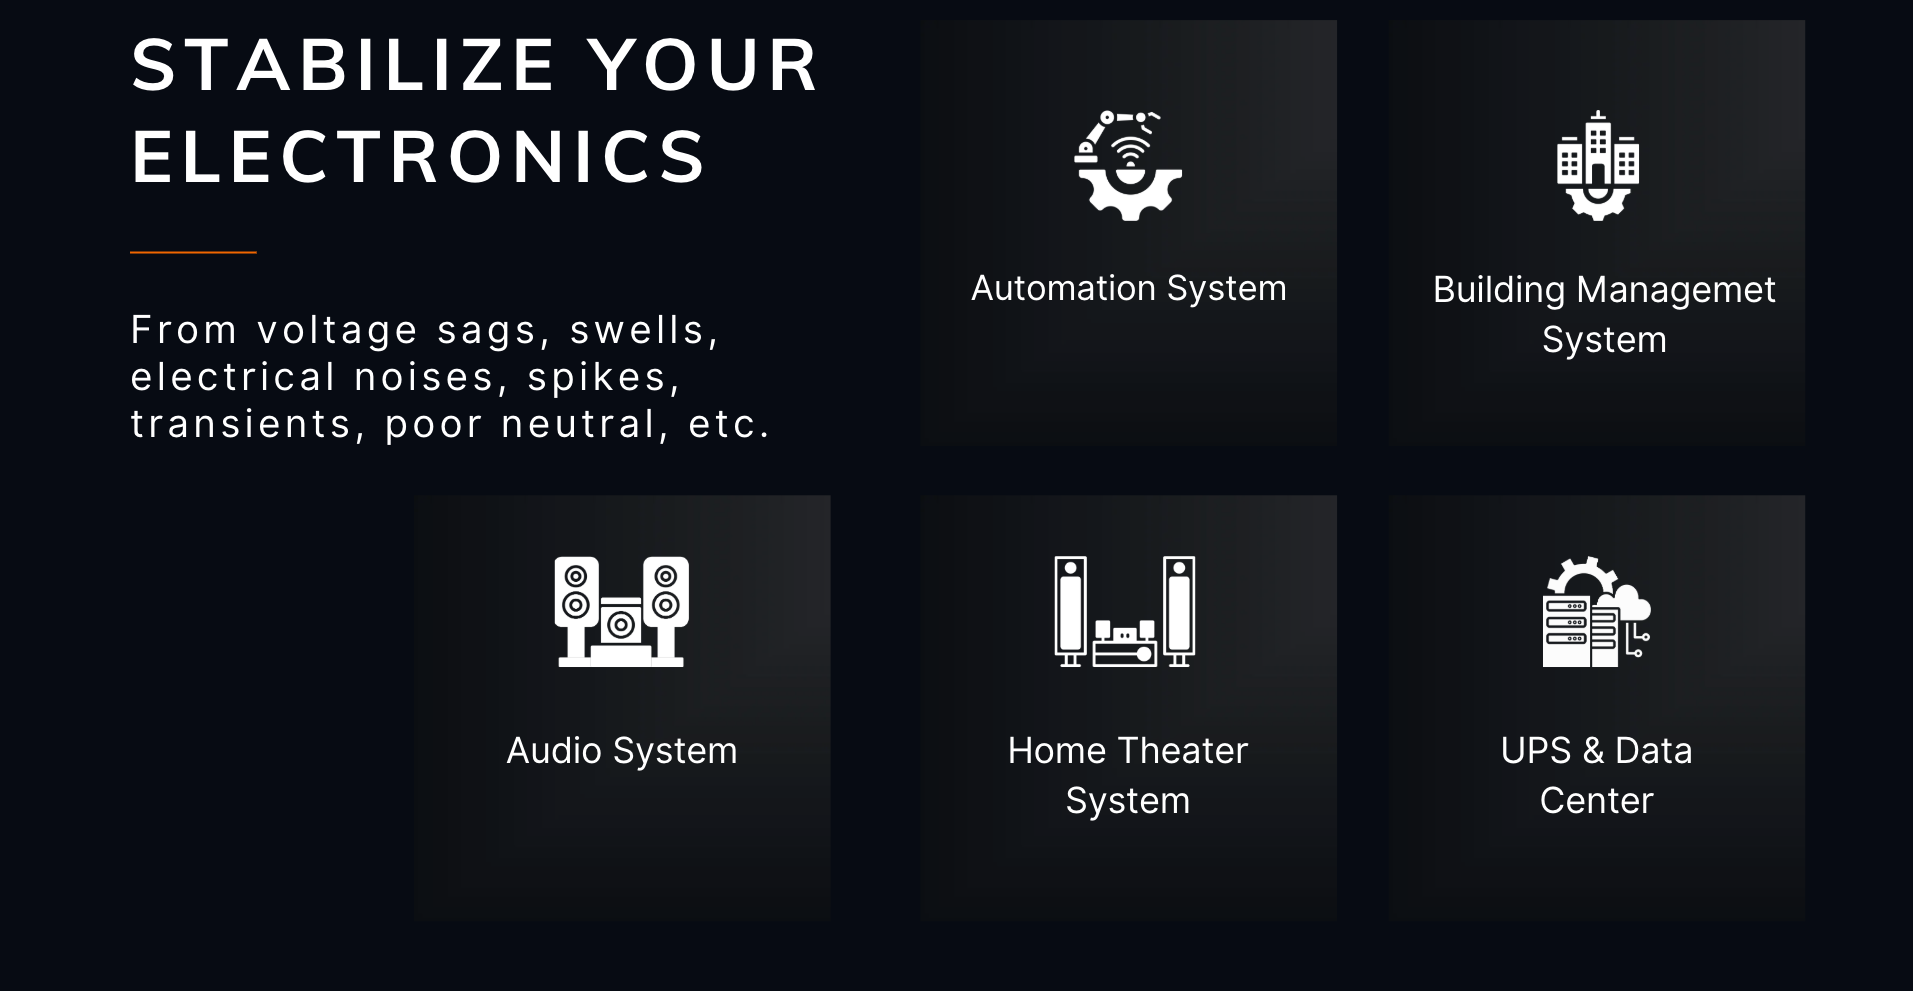 STABILIZE YOUR
ELECTRONICS
From voltage sags, swells,
electrical noises, spikes,
transients, poor neutral, etc.
Automation System
Building Managemet
System
Audio System
Home Theater
System
UPS & Data
Center